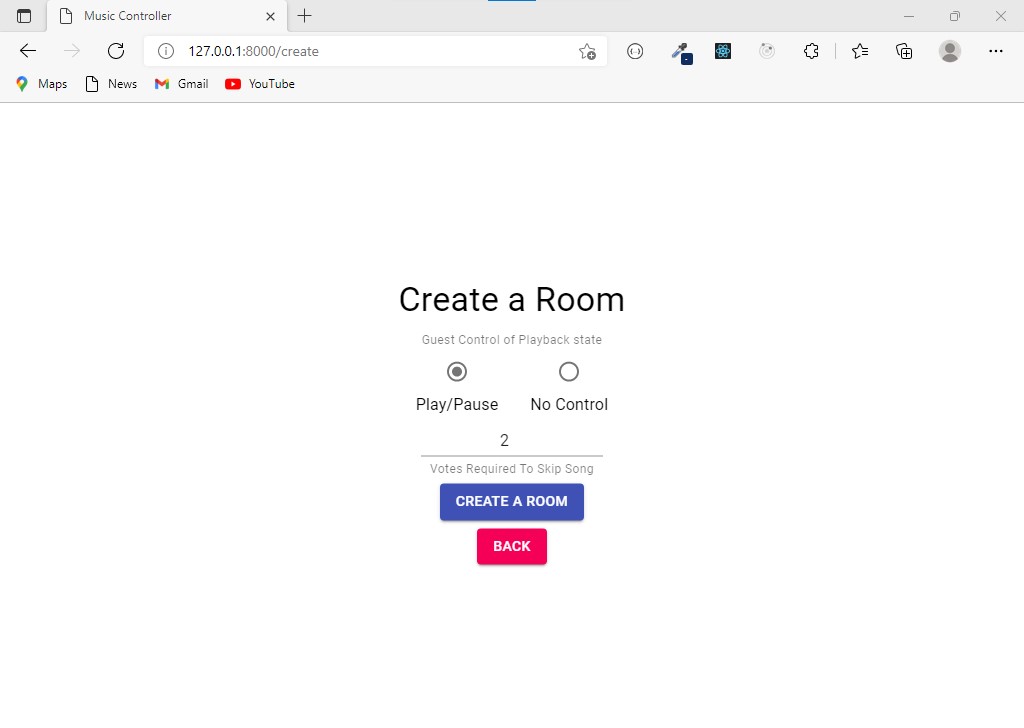 Music Controller
127.0.0.1:8000/create
Maps News Gmail YouTube
Create a Room
Guest Control of Playback state
Play/Pause No Control
2
Votes Required To Skip Song
CREATE A ROOM
BACK